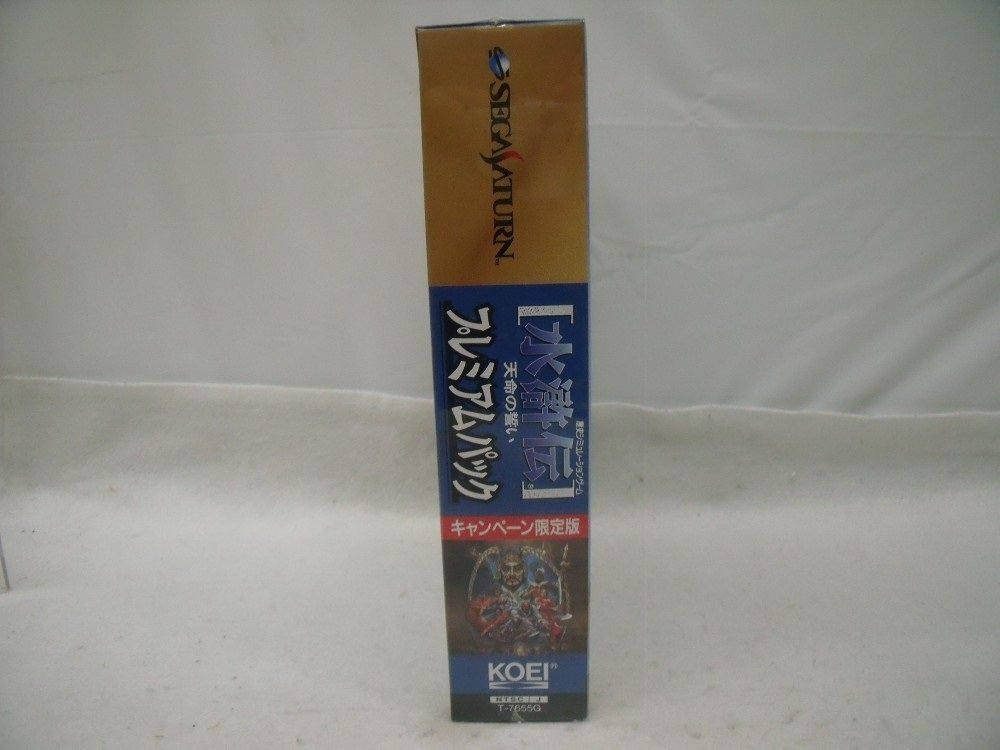 SEGA SATURN™
歴史シミュレーションゲーム
[水滸伝]®
天命の誓い
プレミアムパック
キャンペーン限定版
KOEI®
NTSC J
T-7655G